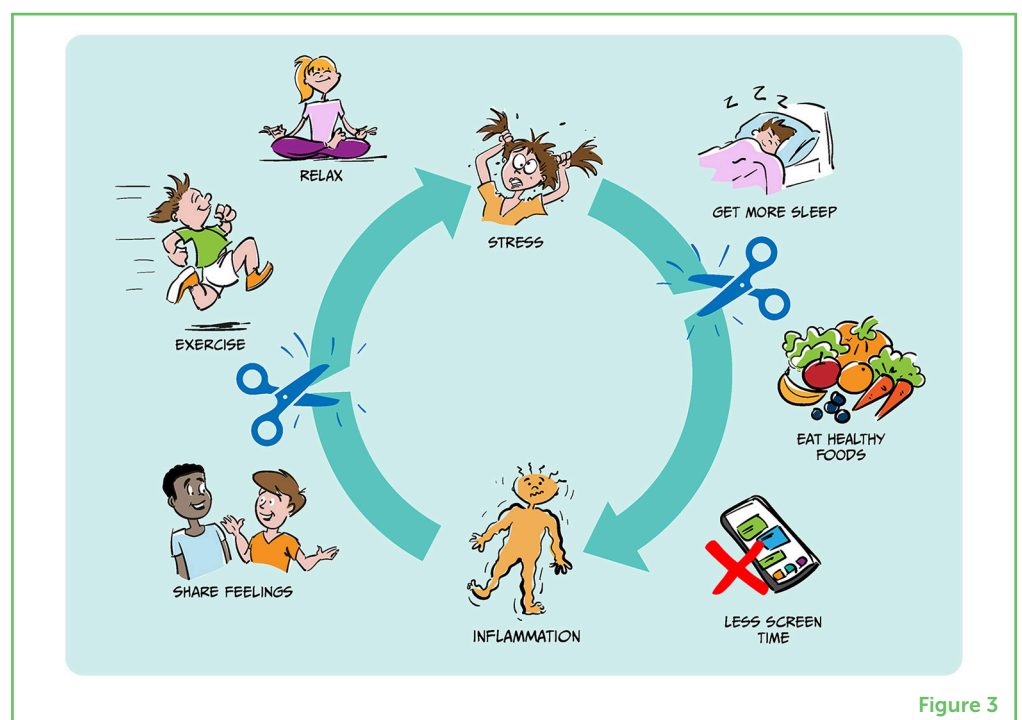 RELAX
STRESS
Z Z Z
GET MORE SLEEP
EXERCISE
EAT HEALTHY
FOODS
SHARE FEELINGS
INFLAMMATION
LESS SCREEN
TIME
Figure 3